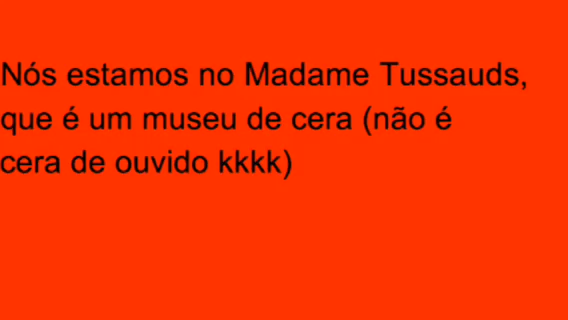 Nós estamos no Madame Tussauds,
que é um museu de cera (não é
cera de ouvido kkkk)